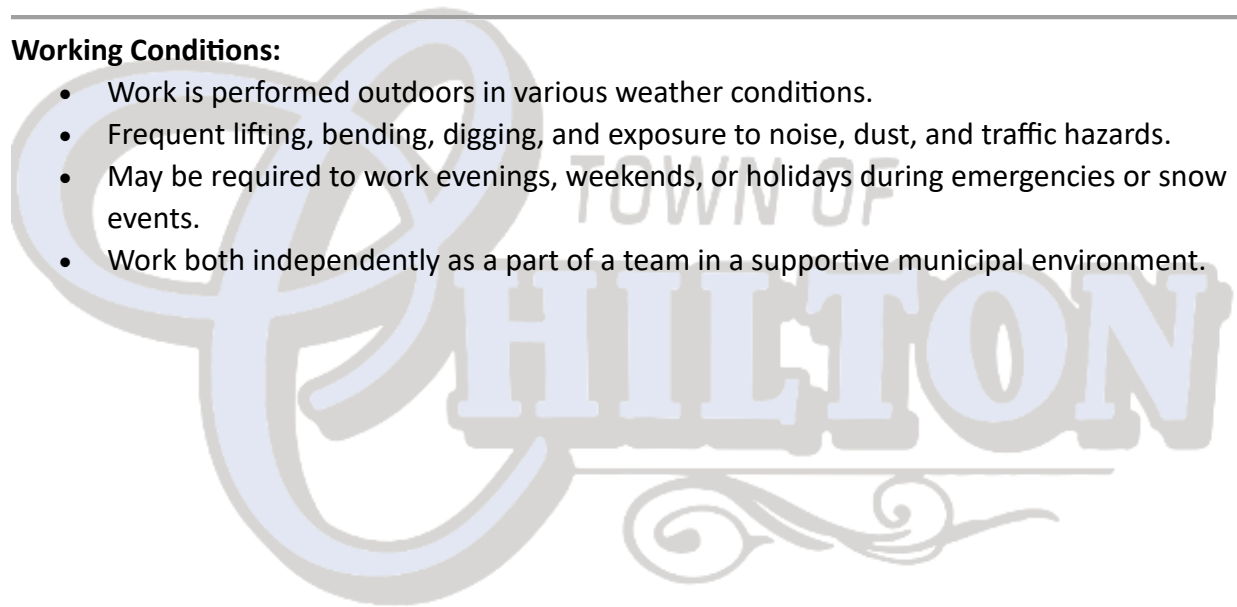 Working Conditions:
• Work is performed outdoors in various weather conditions.
• Frequent lifting, bending, digging, and exposure to noise, dust, and traffic hazards.
• May be required to work evenings, weekends, or holidays during emergencies or snow
events.
• Work both independently as a part of a team in a supportive municipal environment.
TOWN OF
CHILTON